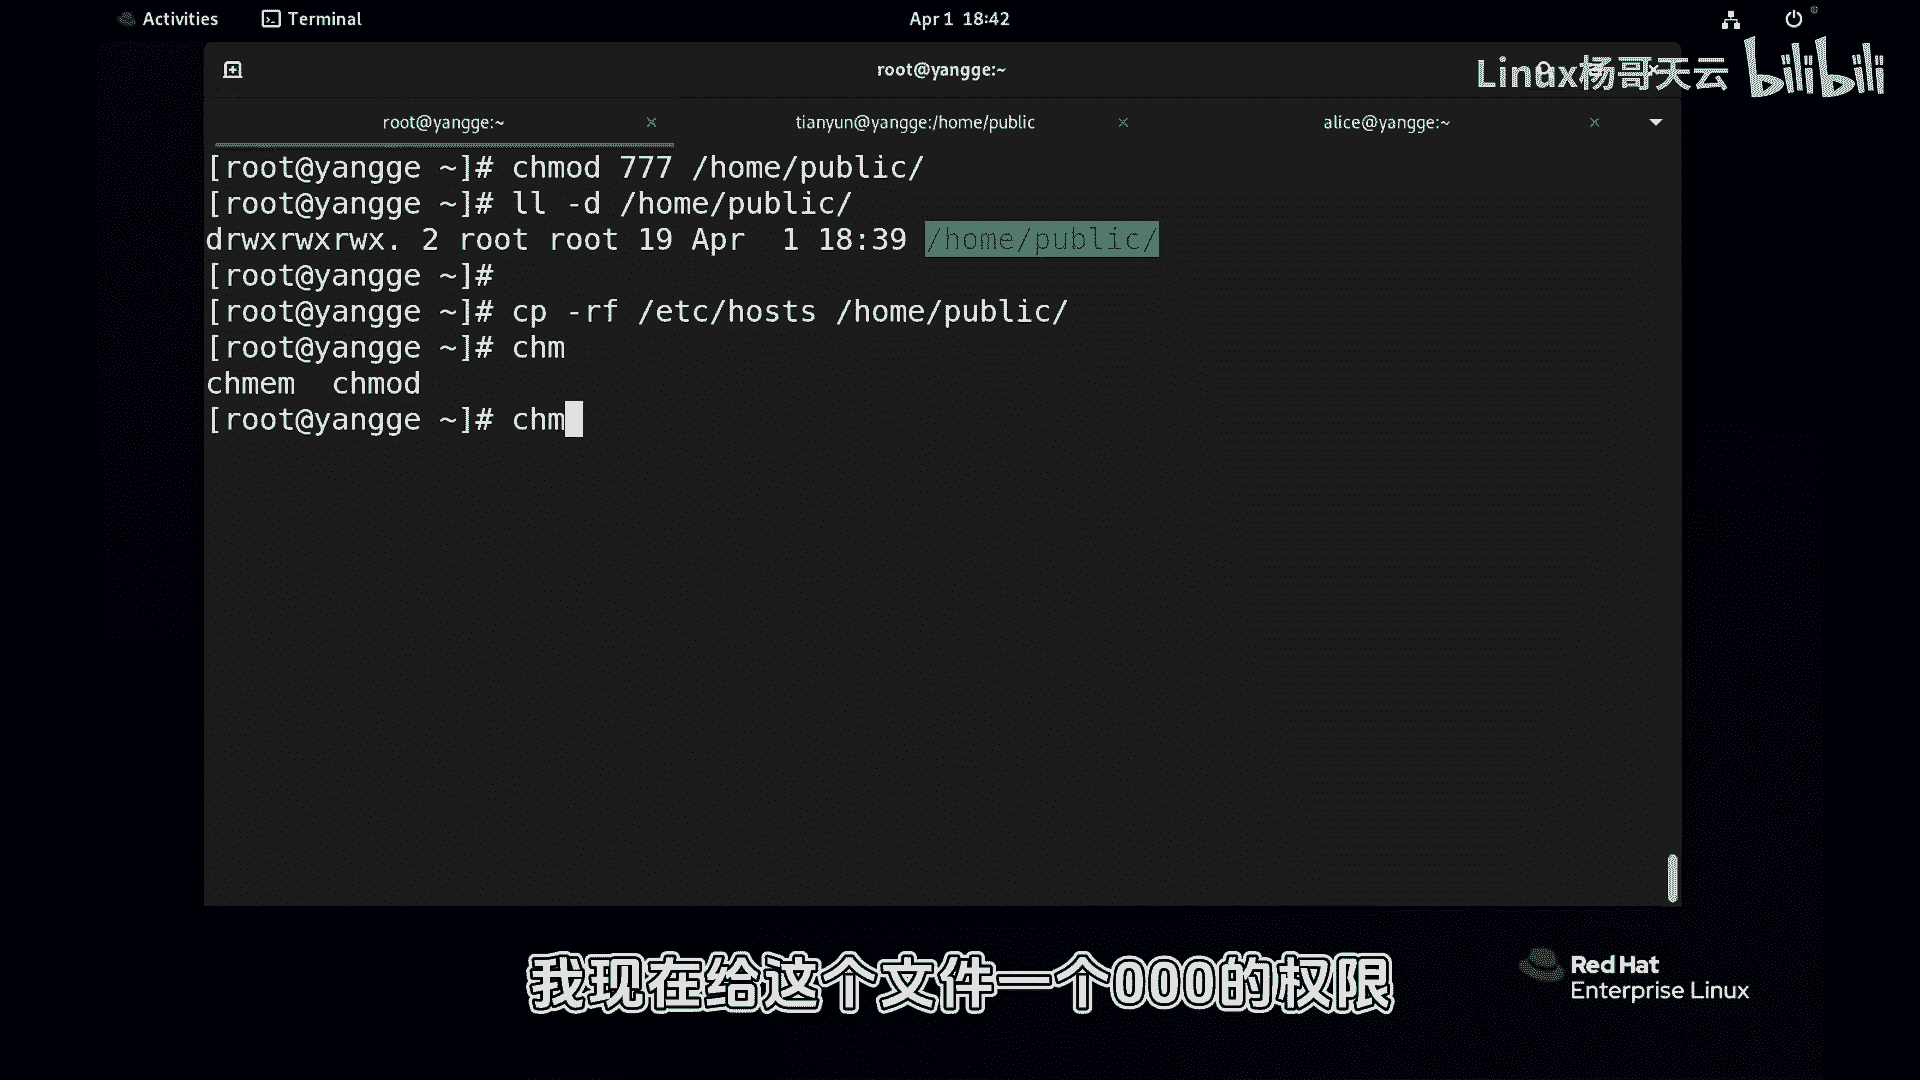 Activities
Terminal
Apr 1 18:42
root@yangge:~
Linux杨哥天云
bilibili
root@yangge:~
tianyun@yangge:/home/public
alice@yangge:~
[root@yangge ~]# chmod 777 /home/public/
[root@yangge ~]# ll -d /home/public/
drwxrwxrwx. 2 root root 19 Apr  1 18:39 /home/public/
[root@yangge ~]#
[root@yangge ~]# cp -rf /etc/hosts /home/public/
[root@yangge ~]# chm
chmem  chmod
[root@yangge ~]# chm
我现在给这个文件一个000的权限
Red Hat
Enterprise Linux